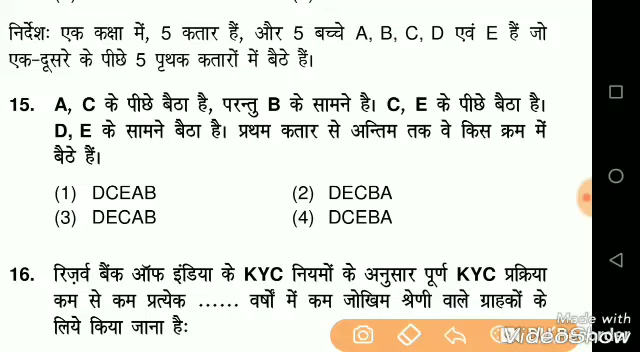 निर्देशः एक कक्षा में, 5 कतार हैं, और 5 बच्चे A, B, C, D एवं E हैं जो
एक-दूसरे के पीछे 5 पृथक कतारों में बैठे हैं।
15. A, C के पीछे बैठा है, परन्तु B के सामने है। C, E के पीछे बैठा है।
D, E के सामने बैठा है। प्रथम कतार से अन्तिम तक वे किस क्रम में
बैठे हैं।
(1) DCEAB (2) DECBA
(3) DECAB (4) DCEBA
16. रिज़र्व बैंक ऑफ इंडिया के KYC नियमों के अनुसार पूर्ण KYC प्रक्रिया
कम से कम प्रत्येक ...... वर्षों में कम जोखिम श्रेणी वाले ग्राहकों के
लिये किया जाना हैः
Made with
VideoShow